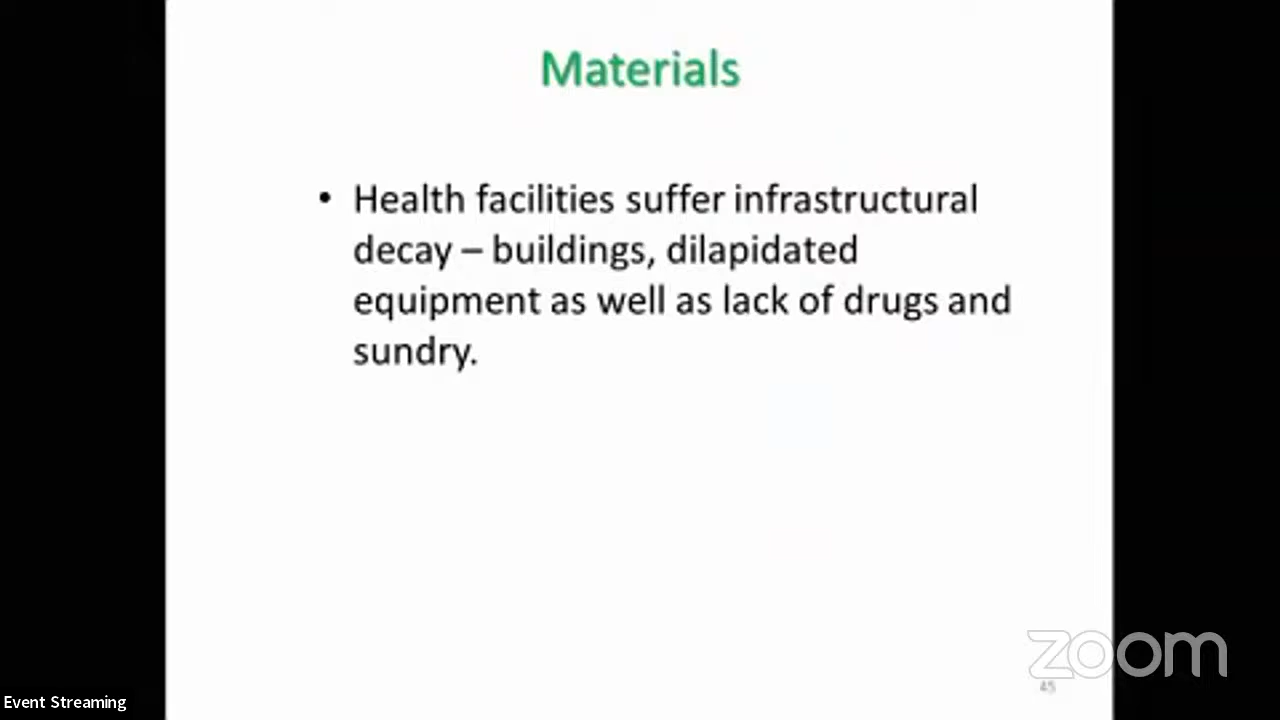 Materials
• Health facilities suffer infrastructural
decay – buildings, dilapidated
equipment as well as lack of drugs and
sundry.
zoom
45
Event Streaming